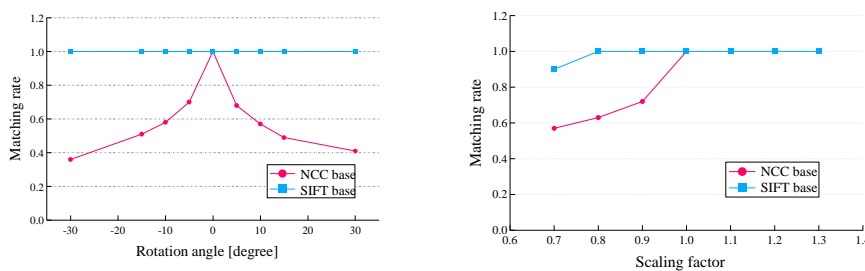 1.2
1.0
0.8
0.6
0.4
0.2
0.0
Matching rate
NCC base
SIFT base
-30 -20 -10 0 10 20 30
Rotation angle [degree]
1.2
1.0
0.8
0.6
0.4
0.2
0.0
Matching rate
NCC base
SIFT base
0.6 0.7 0.8 0.9 1.0 1.1 1.2 1.3 1.
Scaling factor